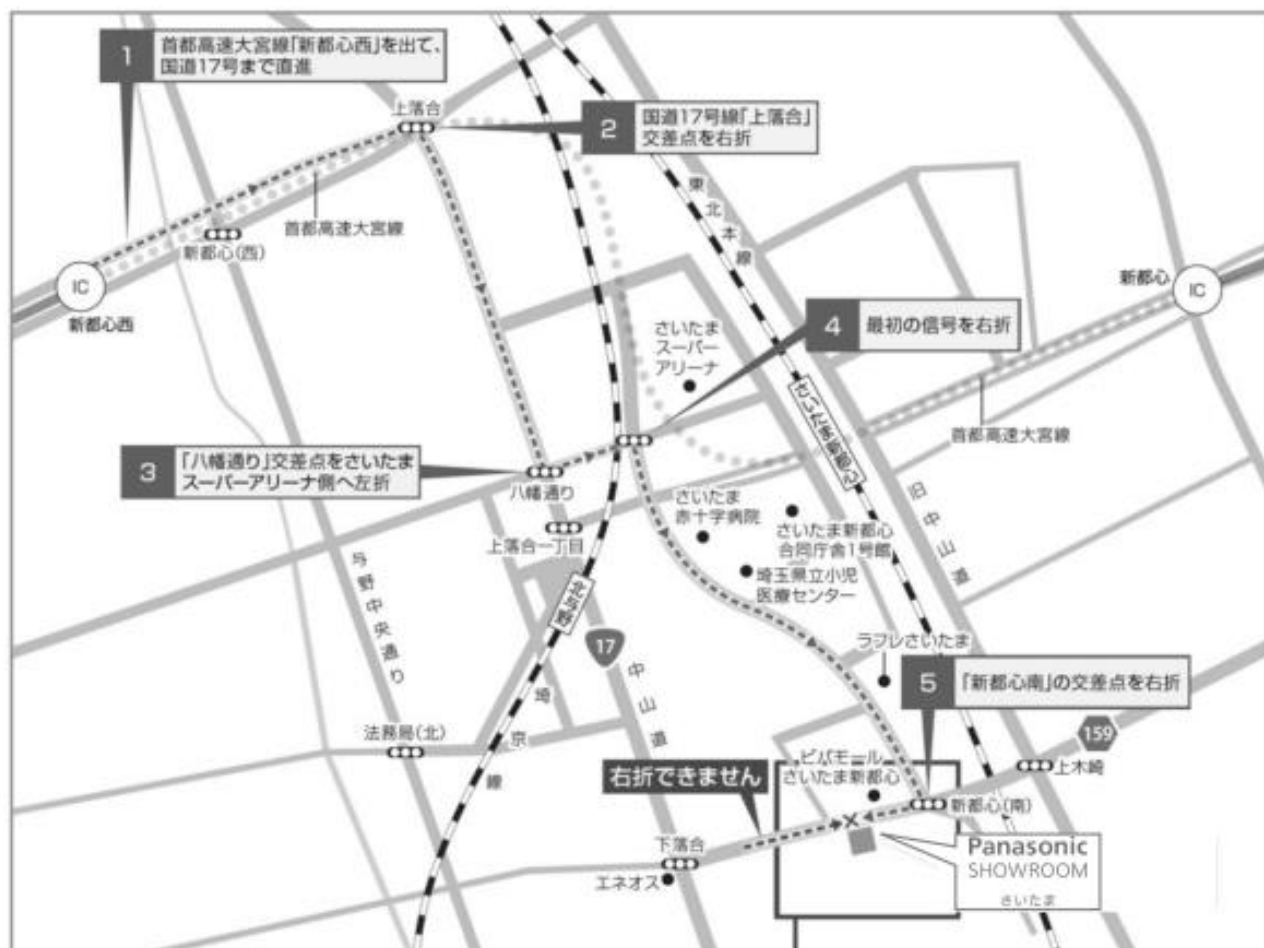 1
首都高速大宮線「新都心西」を出て、
国道17号まで直進
上落合
2
国道17号線「上落合」
交差点を右折
東北本線
首都高速大宮線
新都心(西)
IC
新都心西
新都心
IC
さいたま
スーパー
アリーナ
4
最初の信号を右折
さいたま新都心
首都高速大宮線
3
「八幡通り」交差点をさいたま
スーパーアリーナ側へ左折
八幡通り
さいたま
赤十字病院
さいたま新都心
合同庁舎1号館
上落合一丁目
埼玉県立小児
医療センター
旧中山道
与野中央通り
北与野
17
中山道
ラフレさいたま
5
「新都心南」の交差点を右折
埼京線
法務局(北)
159
上木崎
ビバモール
さいたま新都心
右折できません
新都心(南)
下落合
エネオス
Panasonic
SHOWROOM
さいたま